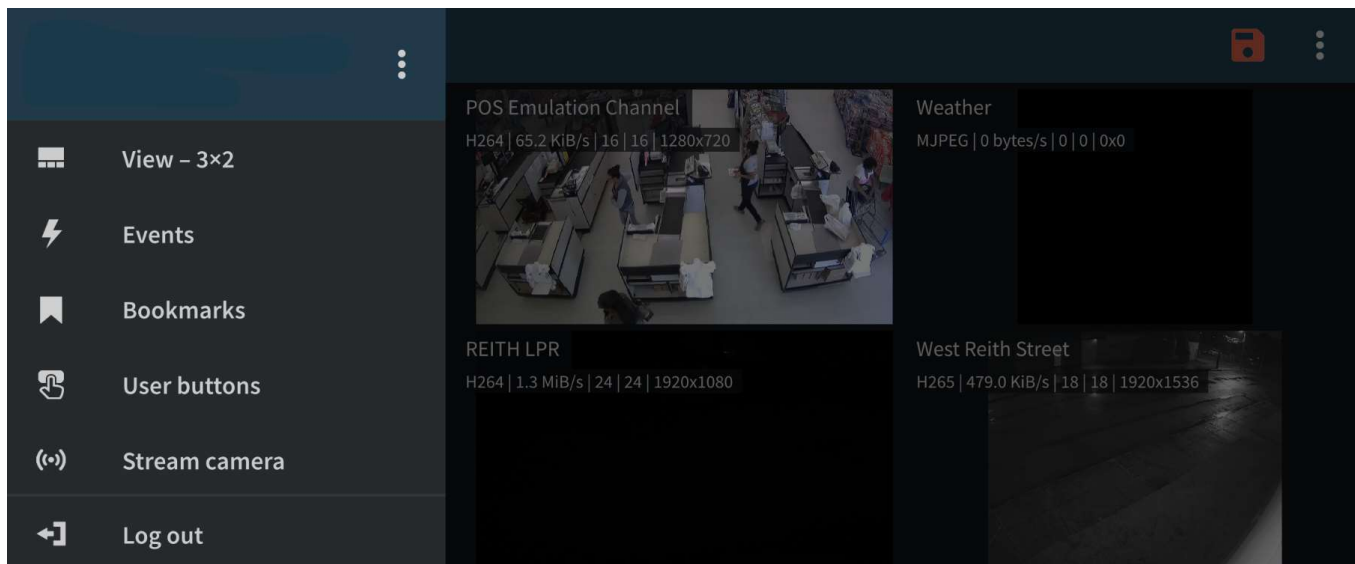 View – 3×2
Events
Bookmarks
User buttons
Stream camera
Log out
POS Emulation Channel
H264 | 65.2 KiB/s | 16 | 16 | 1280x720
Weather
MJPEG | 0 bytes/s | 0 | 0 | 0x0
REITH LPR
H264 | 1.3 MiB/s | 24 | 24 | 1920x1080
West Reith Street
H265 | 479.0 KiB/s | 18 | 18 | 1920x1536